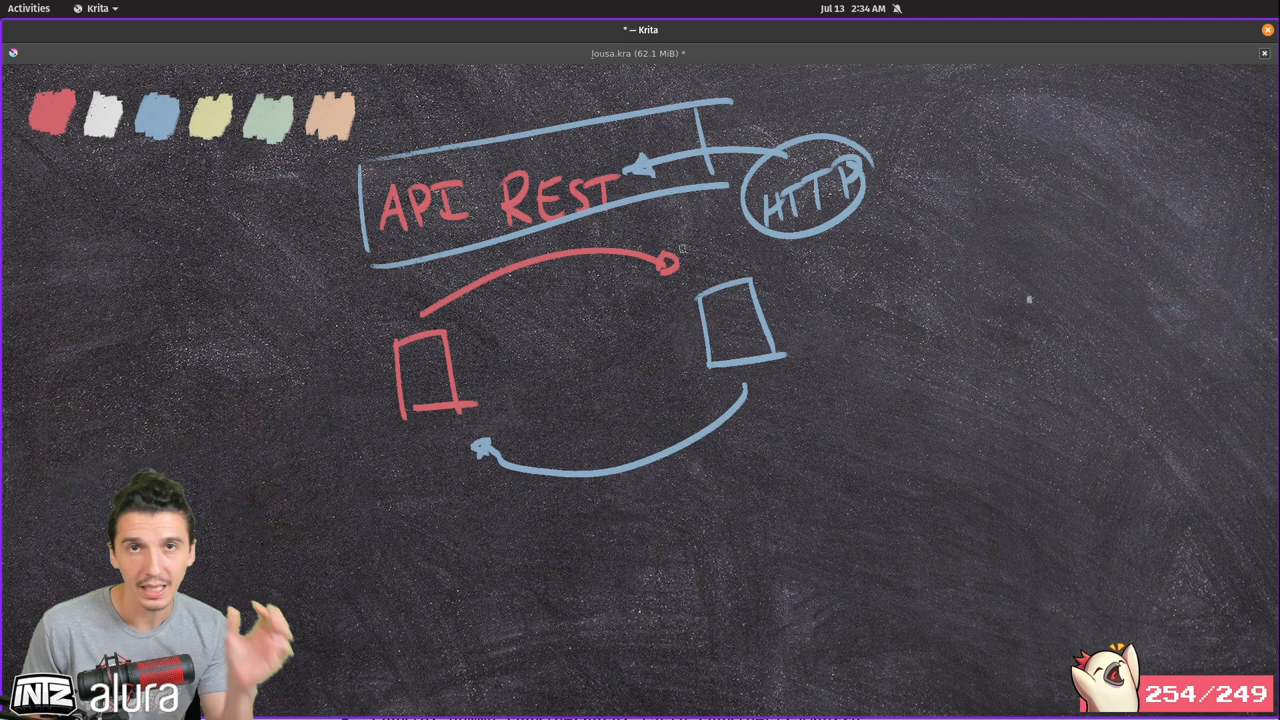 Activities Krita Jul 13 2:34 AM
* — Krita
lousa.kra (62.1 MiB) *
API REST
HTTP
INTZ alura
254/249